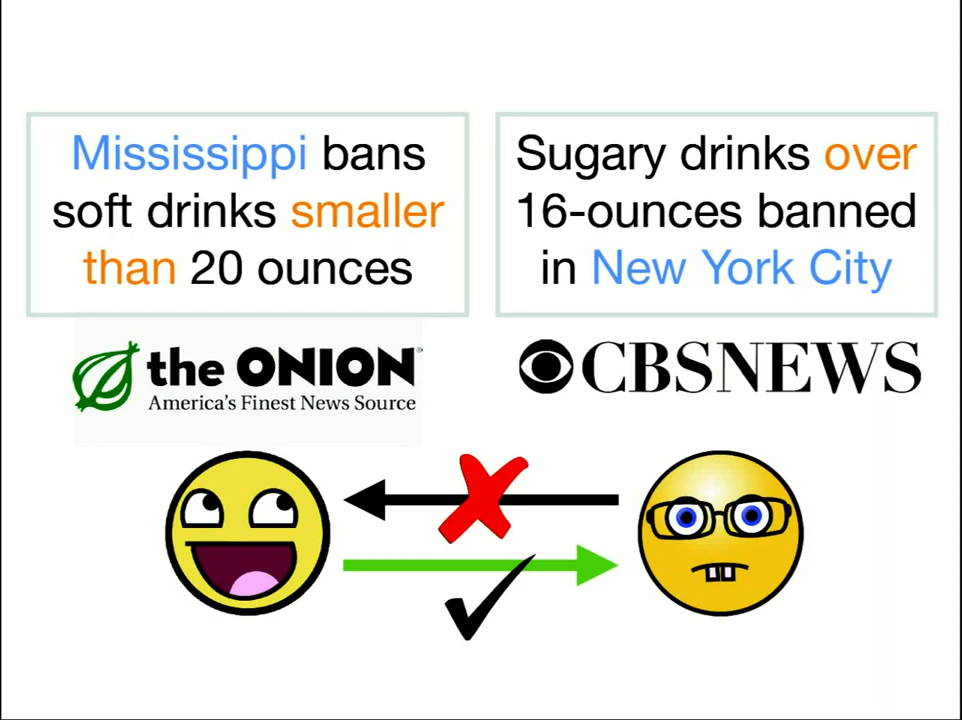 Mississippi bans
soft drinks smaller
than 20 ounces
Sugary drinks over
16-ounces banned
in New York City
the ONION®
America's Finest News Source
CBSNEWS